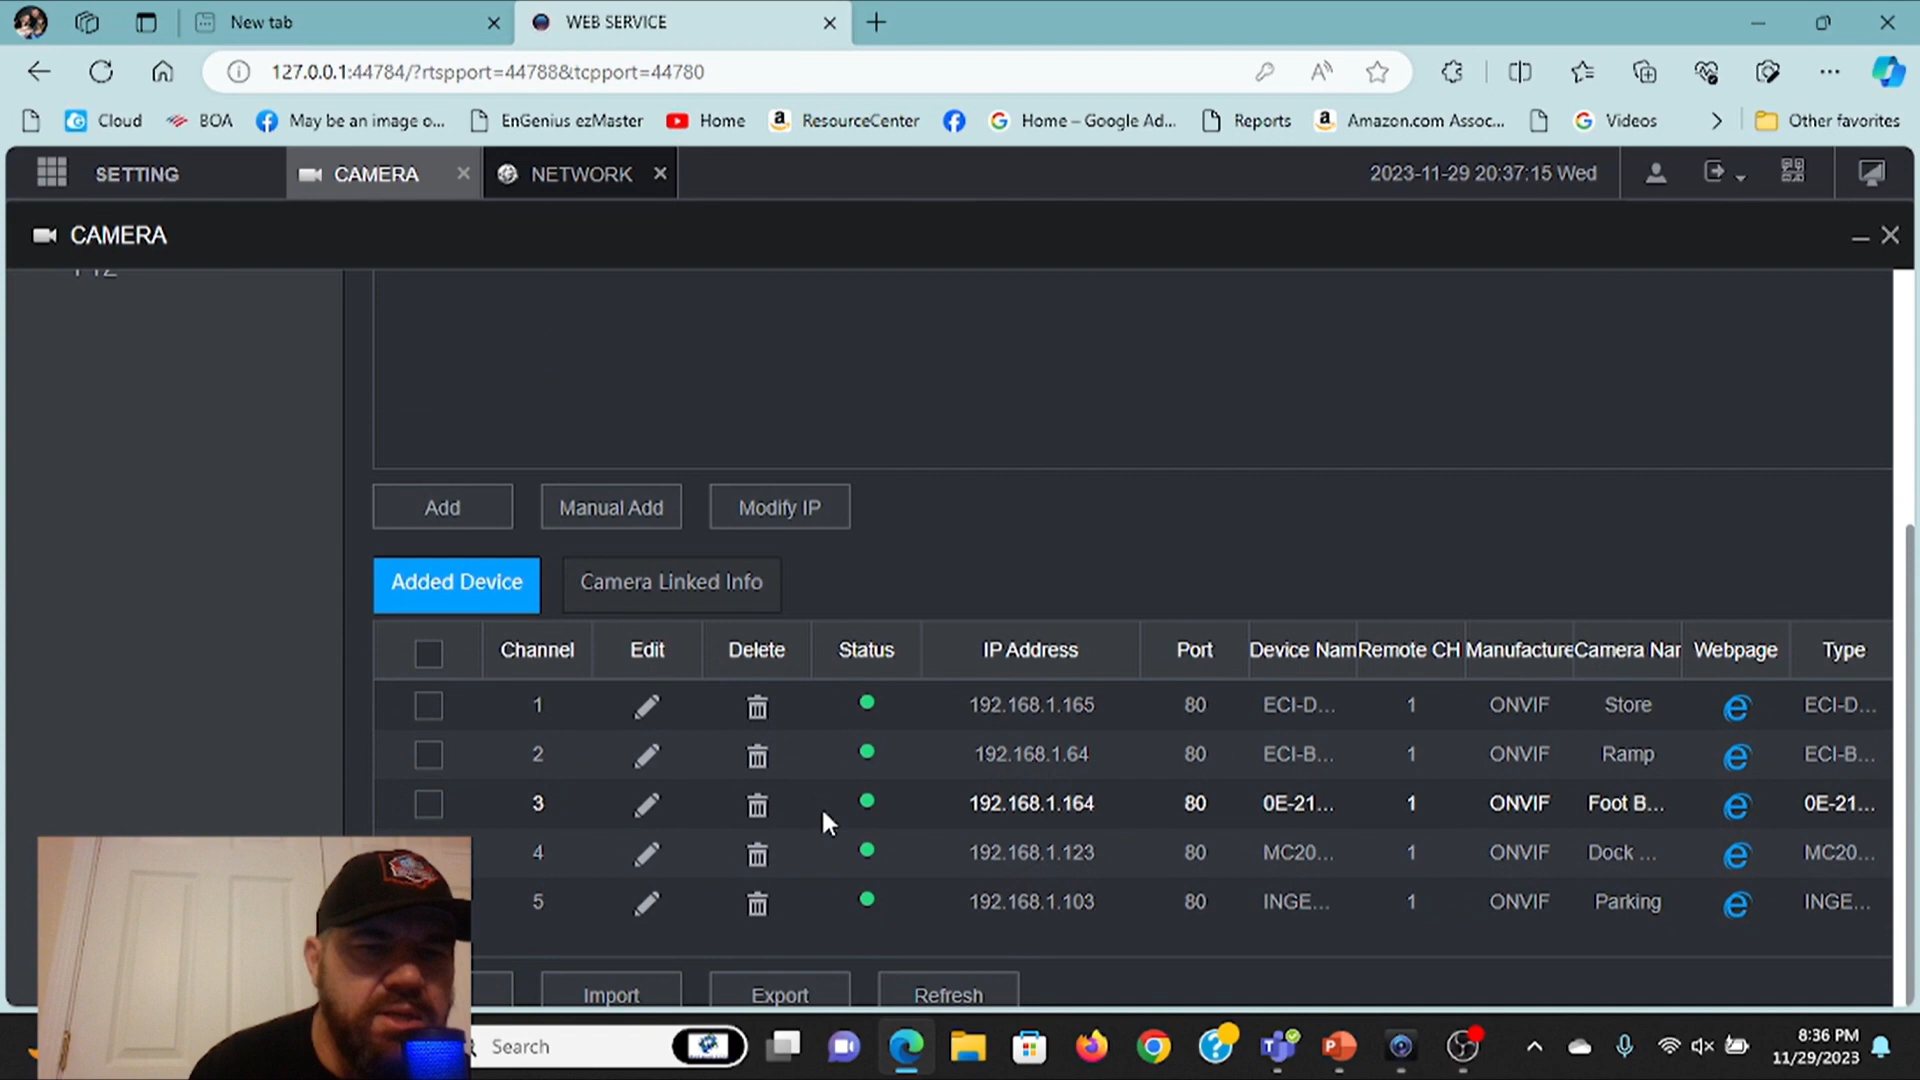 New tab
WEB SERVICE
127.0.0.1:44784/?rtspport=44788&tcpport=44780
Cloud BOA May be an image o... EnGenius ezMaster Home ResourceCenter Home – Google Ad... Reports Amazon.com Assoc... Videos Other favorites
SETTING CAMERA NETWORK 2023-11-29 20:37:15 Wed
CAMERA
Add Manual Add Modify IP
Added Device Camera Linked Info
Channel Edit Delete Status IP Address Port Device Nam Remote CH Manufacture Camera Nar Webpage Type
1 192.168.1.165 80 ECI-D... 1 ONVIF Store ECI-D...
2 192.168.1.64 80 ECI-B... 1 ONVIF Ramp ECI-B...
3 192.168.1.164 80 0E-21... 1 ONVIF Foot B... 0E-21...
4 192.168.1.123 80 MC20... 1 ONVIF Dock ... MC20...
5 192.168.1.103 80 INGE... 1 ONVIF Parking INGE...
Import Export Refresh
Search
8:36 PM
11/29/2023